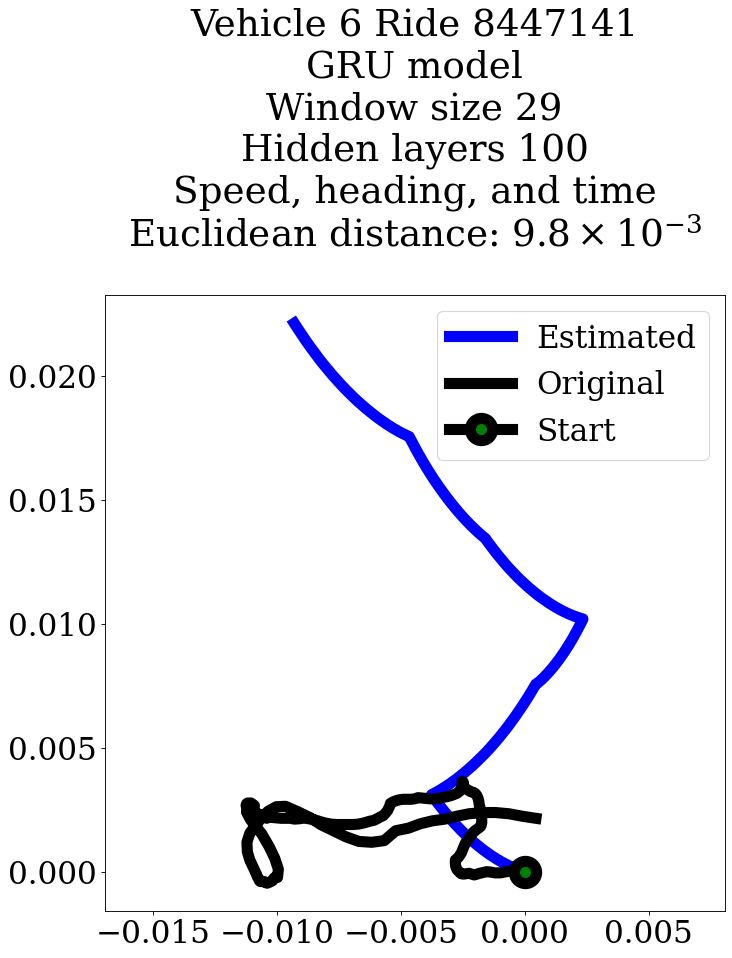 Vehicle 6 Ride 8447141
GRU model
Window size 29
Hidden layers 100
Speed, heading, and time
Euclidean distance: 9.8 × 10⁻³
Estimated
Original
Start
0.020
0.015
0.010
0.005
0.000
−0.015 −0.010 −0.005 0.000 0.005